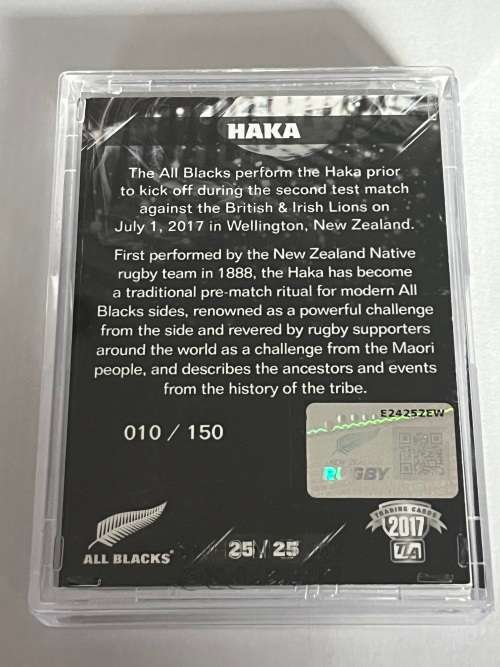 HAKA
The All Blacks perform the Haka prior
to kick off during the second test match
against the British & Irish Lions on
July 1, 2017 in Wellington, New Zealand.
First performed by the New Zealand Native
rugby team in 1888, the Haka has become
a traditional pre-match ritual for modern All
Blacks sides, renowned as a powerful challenge
from the side and revered by rugby supporters
around the world as a challenge from the Maori
people, and describes the ancestors and events
from the history of the tribe.
E24252EW
010 / 150
NEW ZEALAND
RUGBY
TRADING CARDS
2017
TLA
ALL BLACKS®
25 / 25